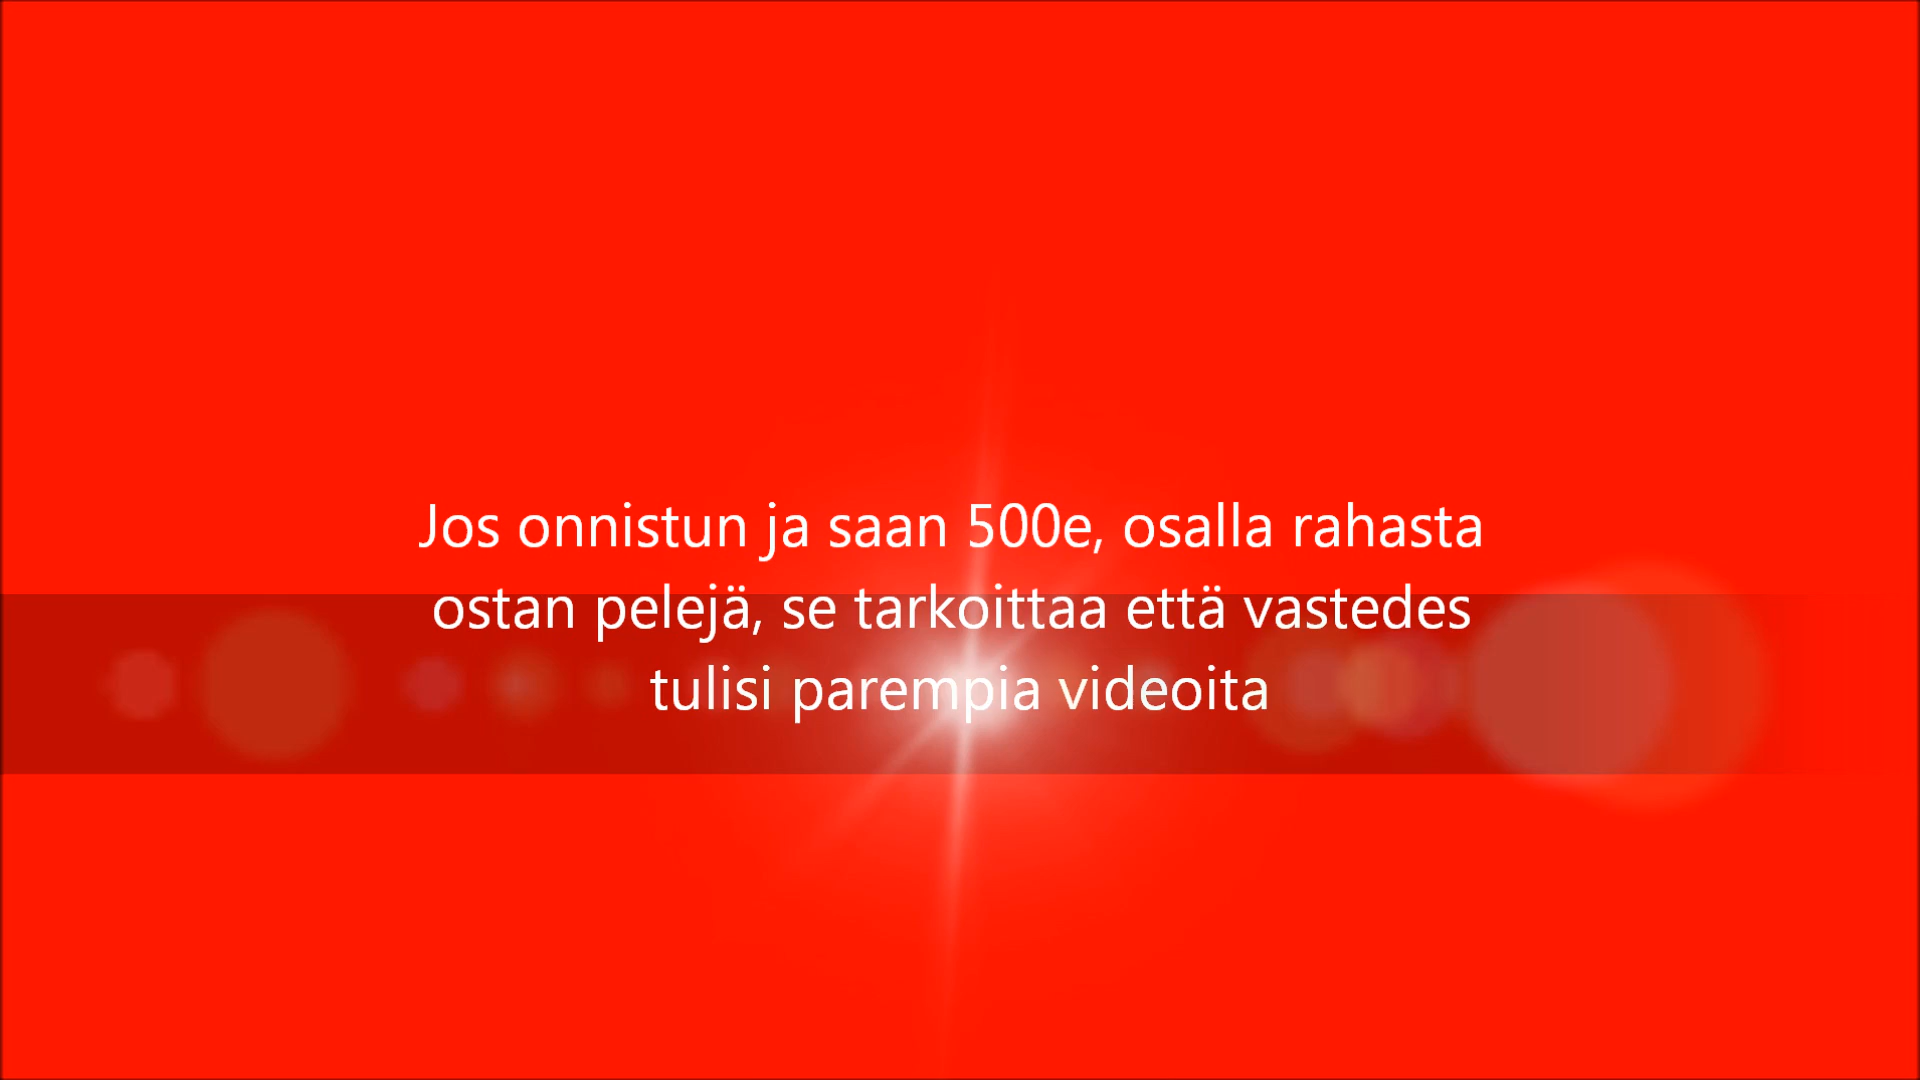 Jos onnistun ja saan 500e, osalla rahasta
ostan pelejä, se tarkoittaa että vastedes
tulisi parempia videoita